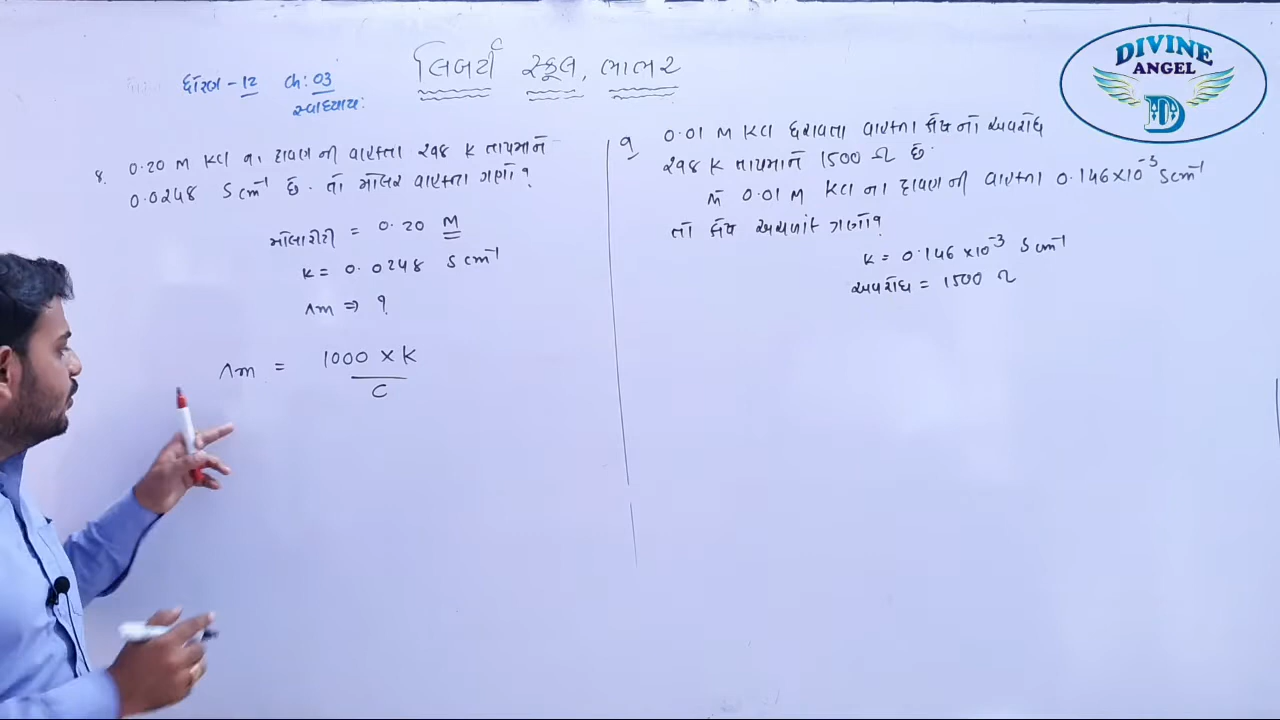 લિબર્ટી સ્કૂલ, ભાભર
ધોરણ - 12 Ch: 03
સ્વાધ્યાય:
8. 0.20 M KCl ના દ્રાવણ ની વાહકતા 298 K તાપમાને
0.0248 S cm⁻¹ છે. તો મોલર વાહકતા ગણો?
મોલારીટી = 0.20 M
K = 0.0248 S cm⁻¹
Λm ⇒ ?
Λm = 1000 × K
C
9 0.01 M KCl ધરાવતા વાહકતા કોષ નો અવરોધ
298 K તાપમાને 1500 Ω છે.
0.01 M KCl ના દ્રાવણ ની વાહકતા 0.146×10⁻³ S cm⁻¹
તો કોષ અચળાંક ગણો?
K = 0.146 ×10⁻³ S cm⁻¹
અવરોધ = 1500 Ω
DIVINE
ANGEL
D